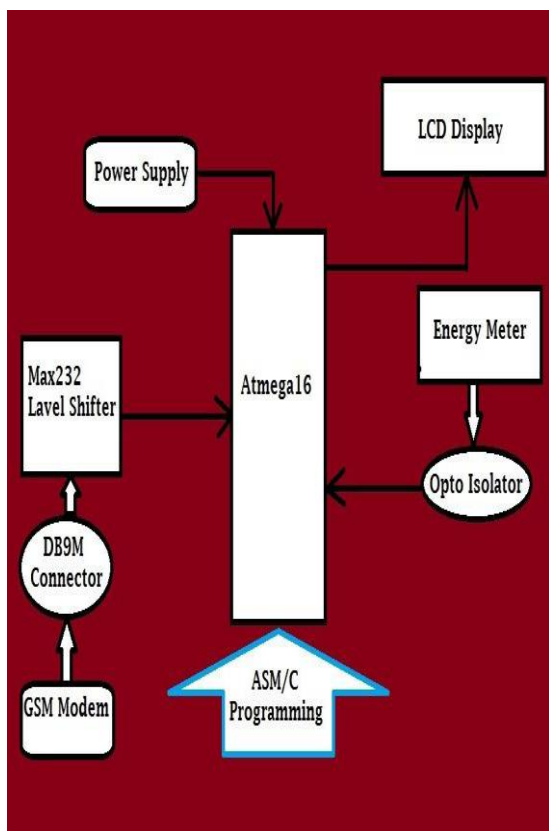 LCD Display
Power Supply
Energy Meter
Max232
Lavel Shifter
Atmega16
Opto Isolator
DB9M
Connector
ASM/C
Programming
GSM Modem